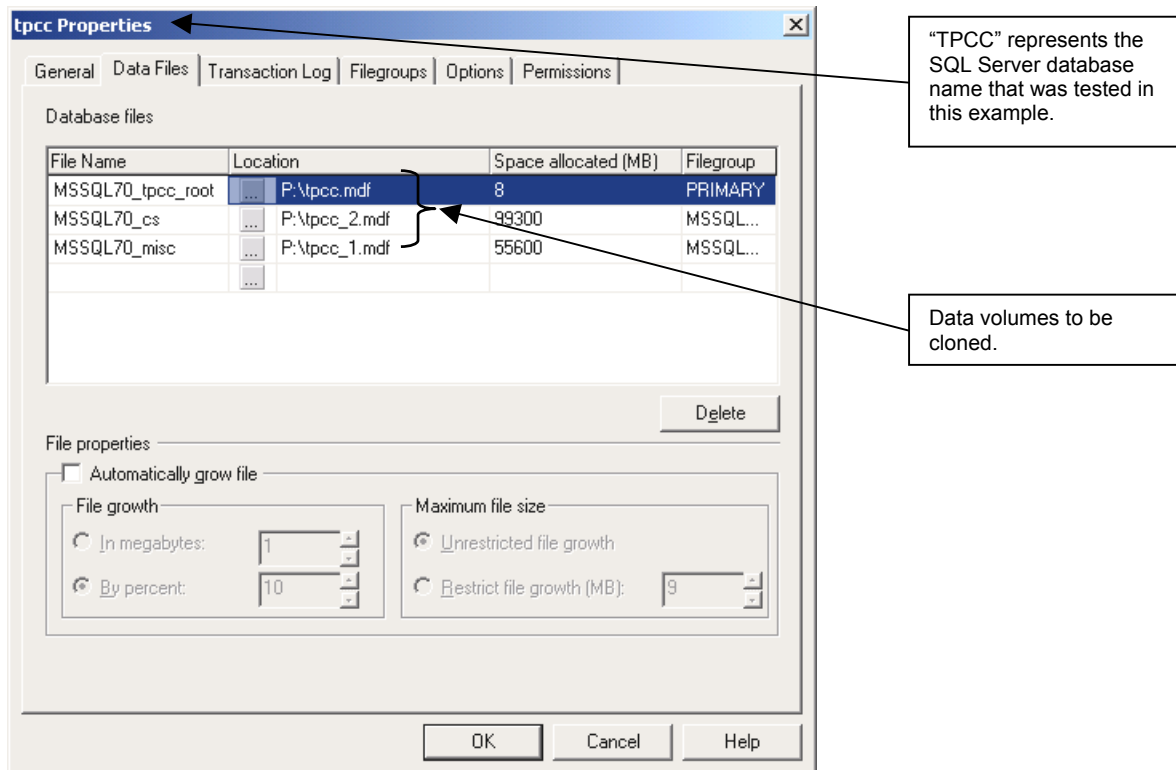 tpcc Properties
General Data Files Transaction Log Filegroups Options Permissions
Database files
File Name Location Space allocated (MB) Filegroup
MSSQL70_tpcc_root ... P:\tpcc.mdf 8 PRIMARY
MSSQL70_cs ... P:\tpcc_2.mdf 99300 MSSQL...
MSSQL70_misc ... P:\tpcc_1.mdf 55600 MSSQL...
...
Delete
File properties
Automatically grow file
File growth
In megabytes: 1
By percent: 10
Maximum file size
Unrestricted file growth
Restrict file growth (MB): 9
OK Cancel Help
“TPCC” represents the
SQL Server database
name that was tested in
this example.
Data volumes to be
cloned.